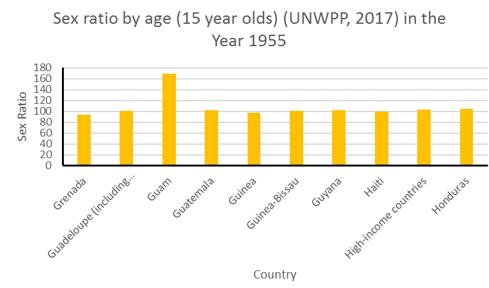 Sex ratio by age (15 year olds) (UNWPP, 2017) in the
Year 1955
180
160
140
120
100
80
60
40
20
0
Sex Ratio
Grenada
Guadeloupe (including...
Guam
Guatemala
Guinea
Guinea-Bissau
Guyana
Haiti
High-income countries
Honduras
Country